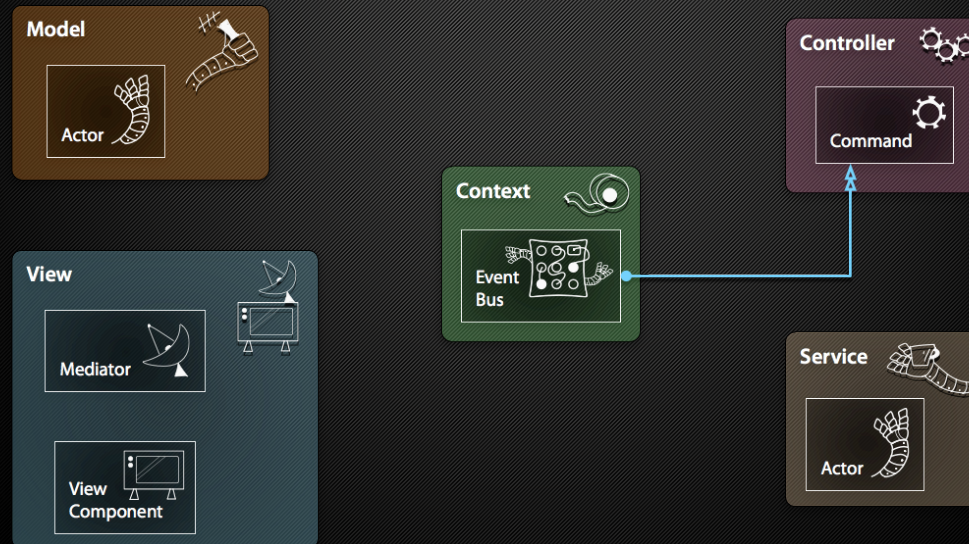 Model
Actor
View
Mediator
View
Component
Context
Event
Bus
Controller
Command
Service
Actor